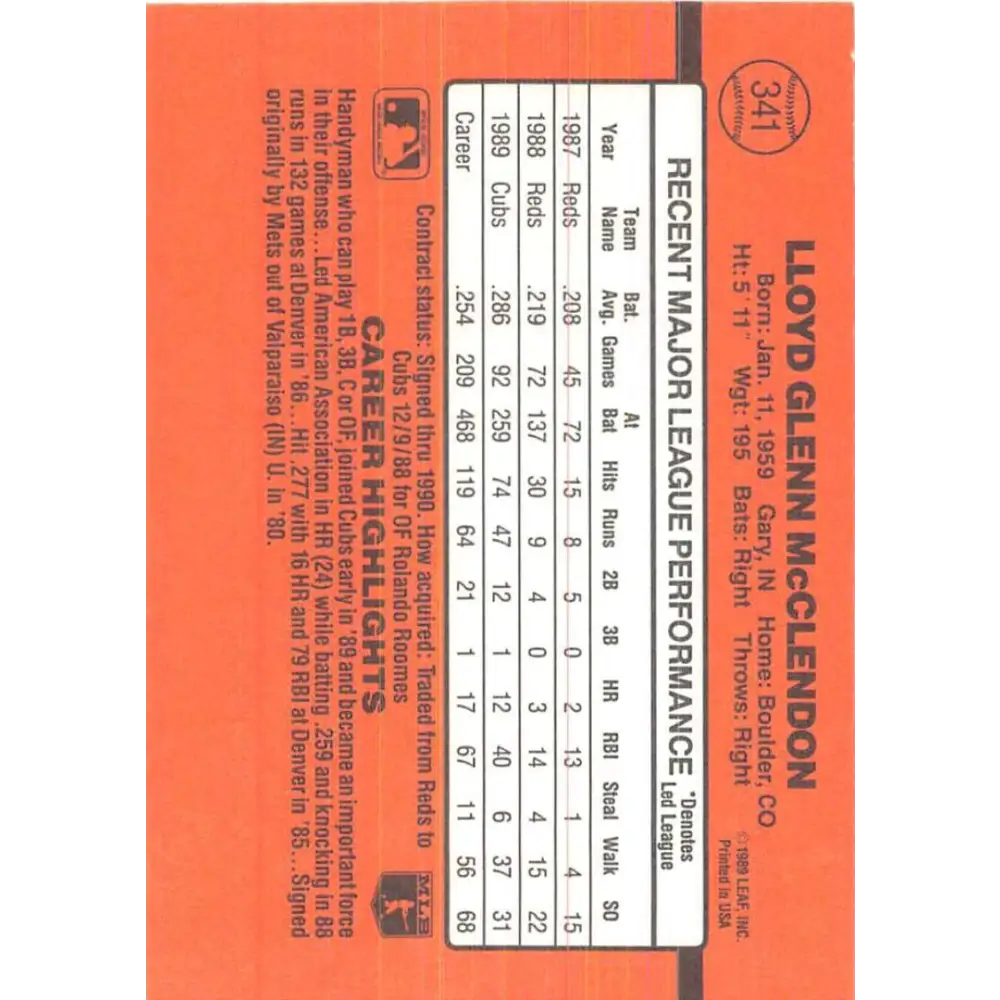 341
LLOYD GLENN McCLENDON
Born: Jan. 11, 1959 Gary, IN Home: Boulder, CO
Ht: 5' 11" Wgt: 195 Bats: Right Throws: Right
© 1989 LEAF, INC.
Printed in USA
RECENT MAJOR LEAGUE PERFORMANCE *Denotes Led League
Year Team Name Bat. Avg. Games At Bat Hits Runs 2B 3B HR RBI Steal Walk SO
1987 Reds .208 45 72 15 8 5 0 2 13 1 4 15
1988 Reds .219 72 137 30 9 4 0 3 14 4 15 22
1989 Cubs .286 92 259 74 47 12 1 12 40 6 37 31
Career .254 209 468 119 64 21 1 17 67 11 56 68
Contract status: Signed thru 1990. How acquired: Traded from Reds to
Cubs 12/9/88 for OF Rolando Roomes
MLB
CAREER HIGHLIGHTS
Handyman who can play 1B, 3B, C or OF, joined Cubs early in '89 and became an important force
in their offense...Led American Association in HR (24) while batting .259 and knocking in 88
runs in 132 games at Denver in '86...Hit .277 with 16 HR and 79 RBI at Denver in '85...Signed
originally by Mets out of Valparaiso (IN) U. in '80.